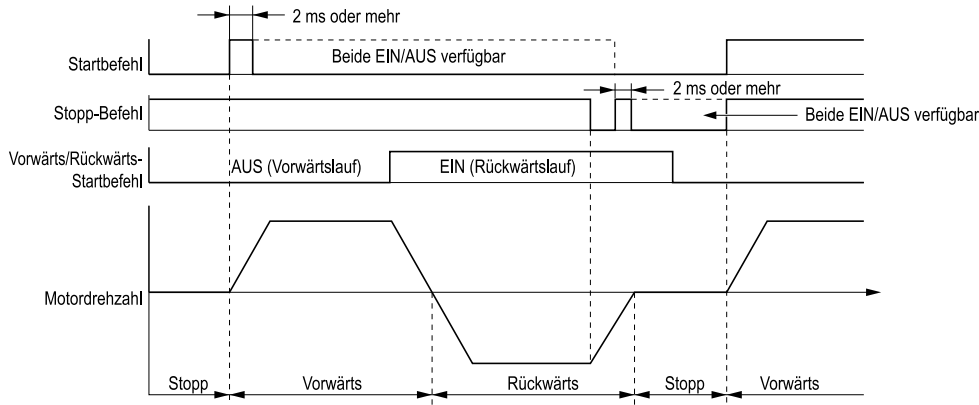 2 ms oder mehr
Startbefehl
Beide EIN/AUS verfügbar
Stopp-Befehl
2 ms oder mehr
Beide EIN/AUS verfügbar
Vorwärts/Rückwärts-
Startbefehl
AUS (Vorwärtslauf)
EIN (Rückwärtslauf)
Motordrehzahl
Stopp
Vorwärts
Rückwärts
Stopp
Vorwärts